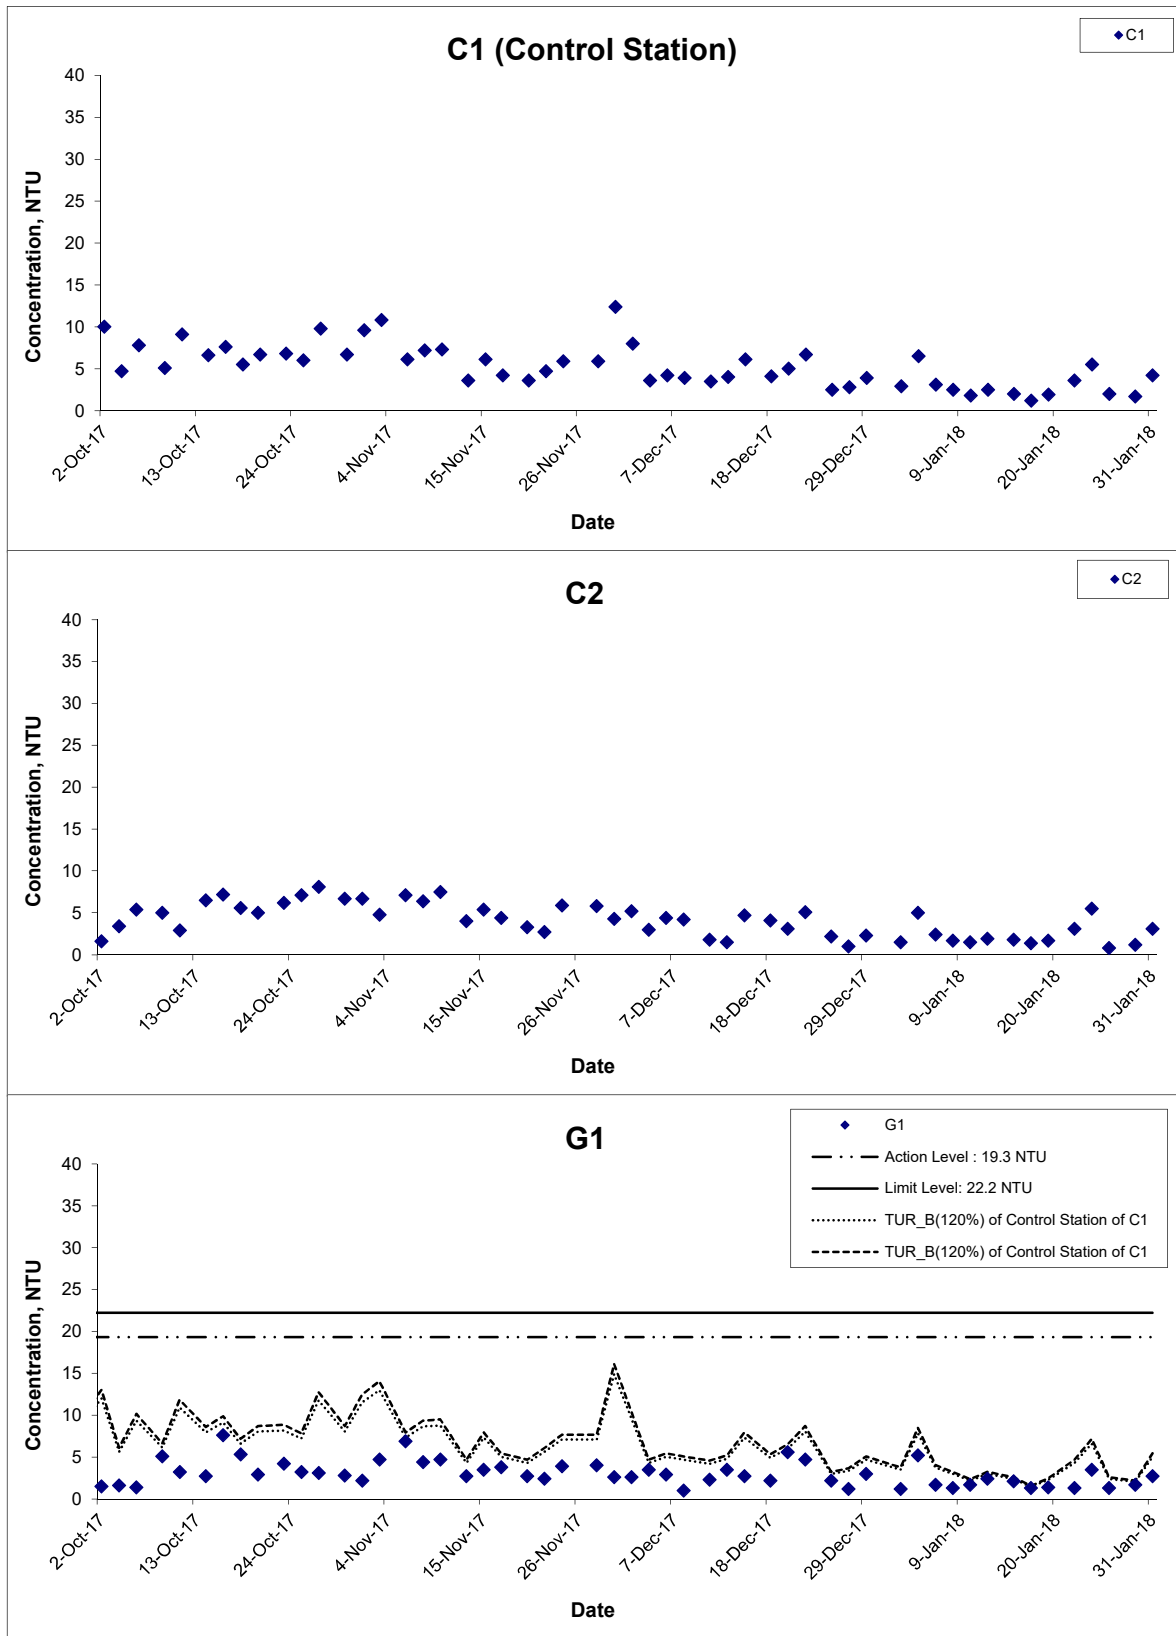 C1 (Control Station)
C1
Concentration, NTU
40
35
30
25
20
15
10
5
0
2-Oct-17
13-Oct-17
24-Oct-17
4-Nov-17
15-Nov-17
26-Nov-17
7-Dec-17
18-Dec-17
29-Dec-17
9-Jan-18
20-Jan-18
31-Jan-18
Date
C2
C2
Concentration, NTU
40
35
30
25
20
15
10
5
0
2-Oct-17
13-Oct-17
24-Oct-17
4-Nov-17
15-Nov-17
26-Nov-17
7-Dec-17
18-Dec-17
29-Dec-17
9-Jan-18
20-Jan-18
31-Jan-18
Date
G1
G1
Action Level : 19.3 NTU
Limit Level: 22.2 NTU
TUR_B(120%) of Control Station of C1
TUR_B(120%) of Control Station of C1
Concentration, NTU
40
35
30
25
20
15
10
5
0
2-Oct-17
13-Oct-17
24-Oct-17
4-Nov-17
15-Nov-17
26-Nov-17
7-Dec-17
18-Dec-17
29-Dec-17
9-Jan-18
20-Jan-18
31-Jan-18
Date